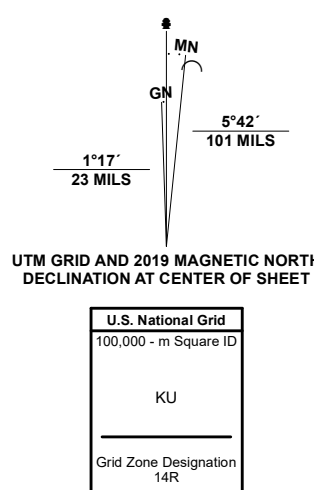 MN
GN
5°42´
101 MILS
1°17´
23 MILS
UTM GRID AND 2019 MAGNETIC NORTH
DECLINATION AT CENTER OF SHEET
U.S. National Grid
100,000 - m Square ID
KU
Grid Zone Designation
14R